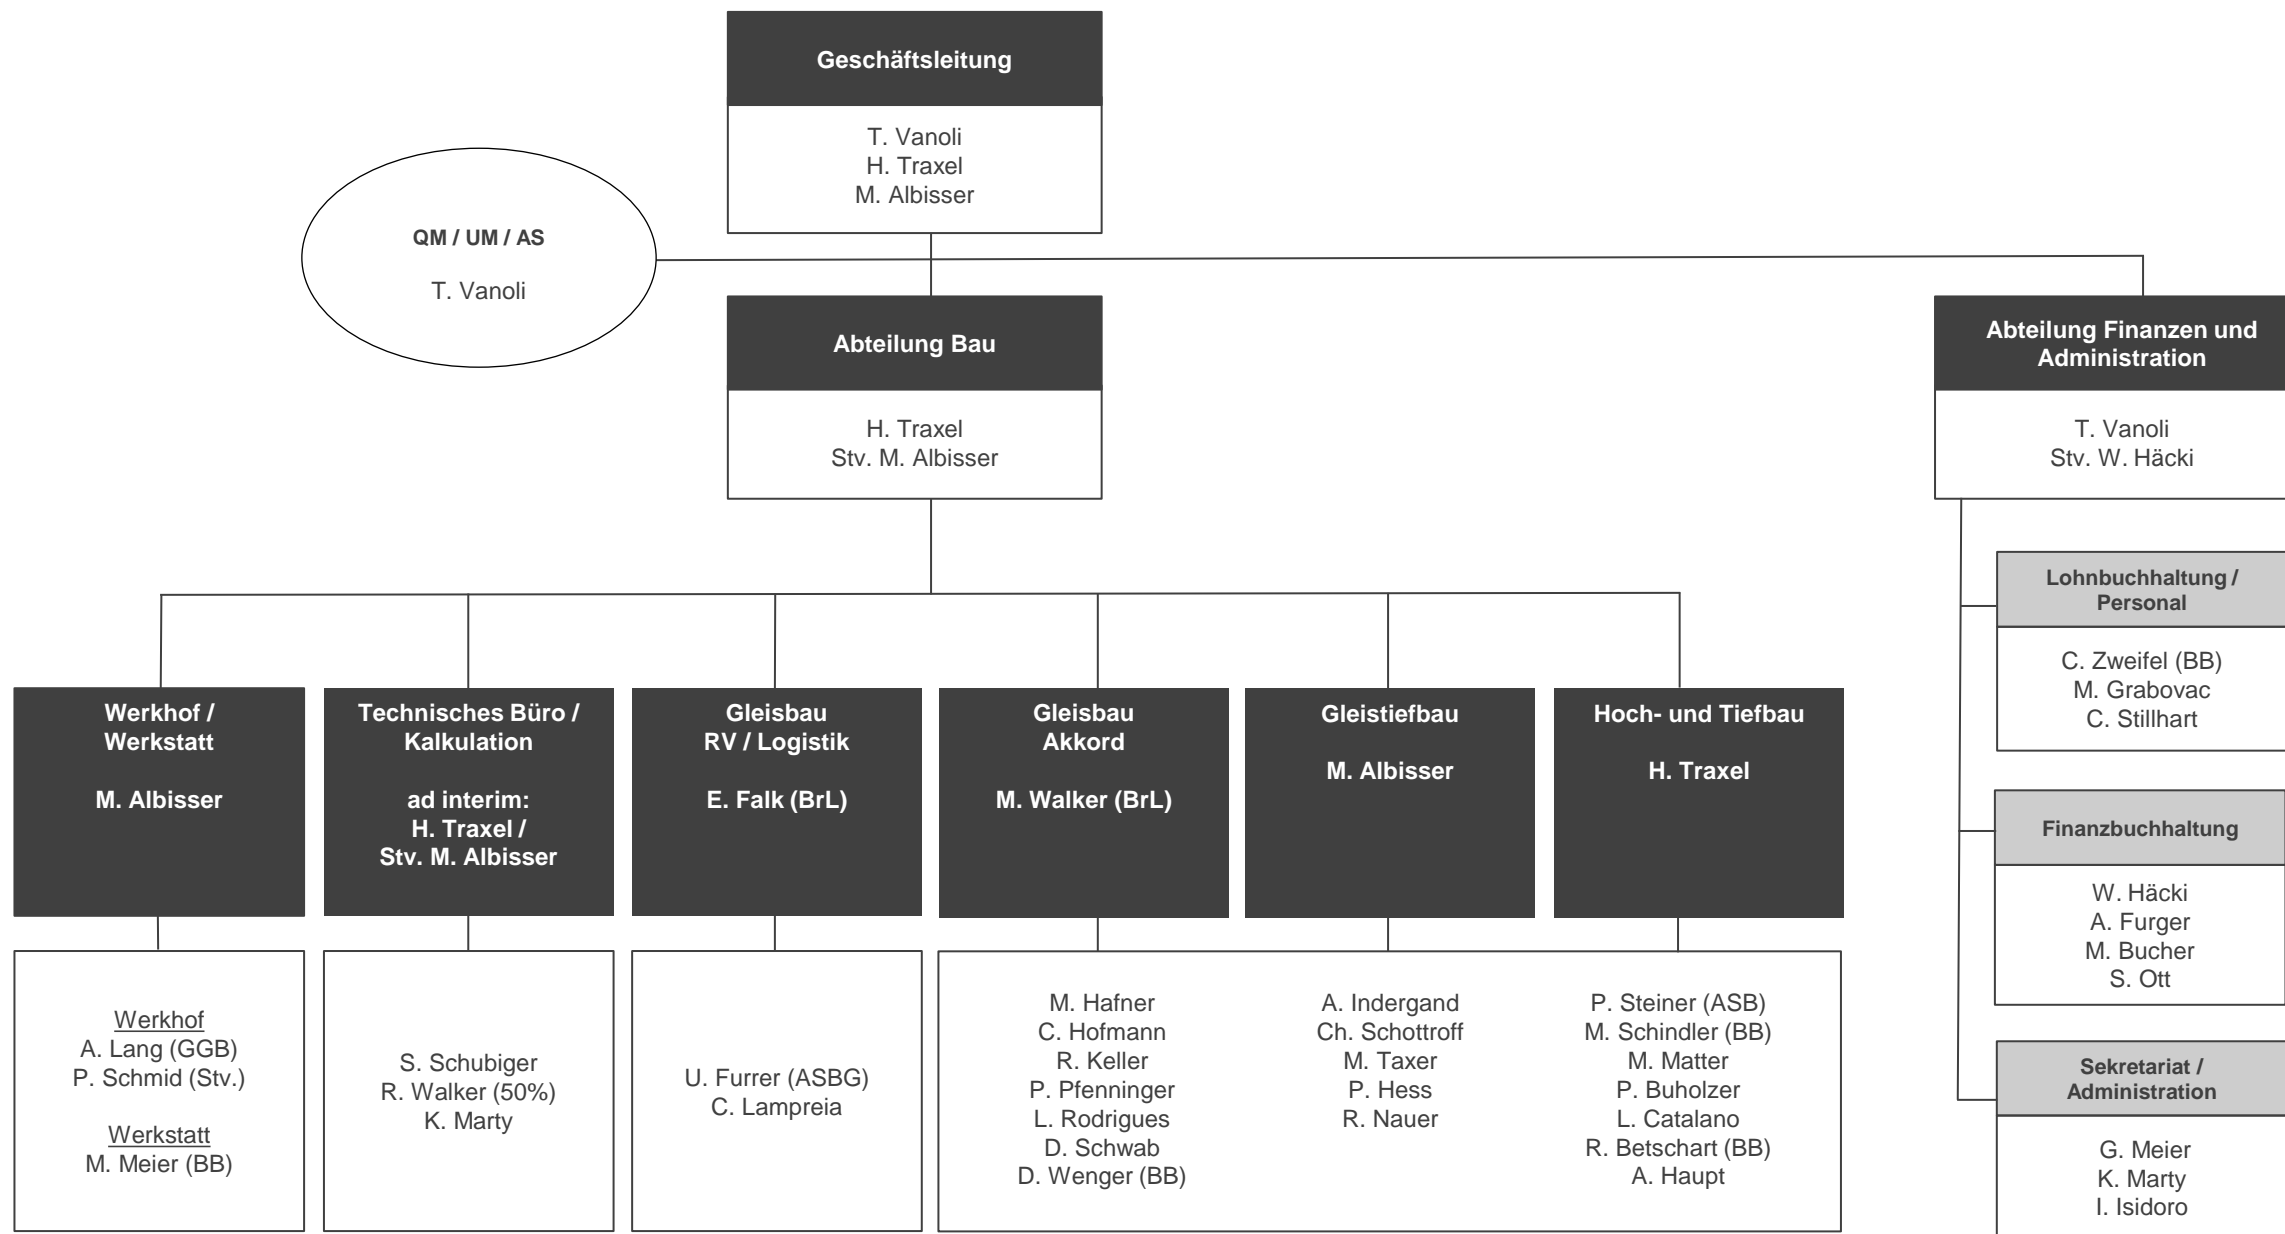 Geschäftsleitung
T. Vanoli
H. Traxel
M. Albisser
QM / UM / AS
T. Vanoli
Abteilung Bau
H. Traxel
Stv. M. Albisser
Abteilung Finanzen und
Administration
T. Vanoli
Stv. W. Häcki
Lohnbuchhaltung /
Personal
C. Zweifel (BB)
M. Grabovac
C. Stillhart
Finanzbuchhaltung
W. Häcki
A. Furger
M. Bucher
S. Ott
Sekretariat /
Administration
G. Meier
K. Marty
I. Isidoro
Werkhof /
Werkstatt
M. Albisser
Werkhof
A. Lang (GGB)
P. Schmid (Stv.)
Werkstatt
M. Meier (BB)
Technisches Büro /
Kalkulation
ad interim:
H. Traxel /
Stv. M. Albisser
S. Schubiger
R. Walker (50%)
K. Marty
Gleisbau
RV / Logistik
E. Falk (BrL)
U. Furrer (ASBG)
C. Lampreia
Gleisbau
Akkord
M. Walker (BrL)
M. Hafner
C. Hofmann
R. Keller
P. Pfenninger
L. Rodrigues
D. Schwab
D. Wenger (BB)
Gleistiefbau
M. Albisser
A. Indergand
Ch. Schottroff
M. Taxer
P. Hess
R. Nauer
Hoch- und Tiefbau
H. Traxel
P. Steiner (ASB)
M. Schindler (BB)
M. Matter
P. Buholzer
L. Catalano
R. Betschart (BB)
A. Haupt